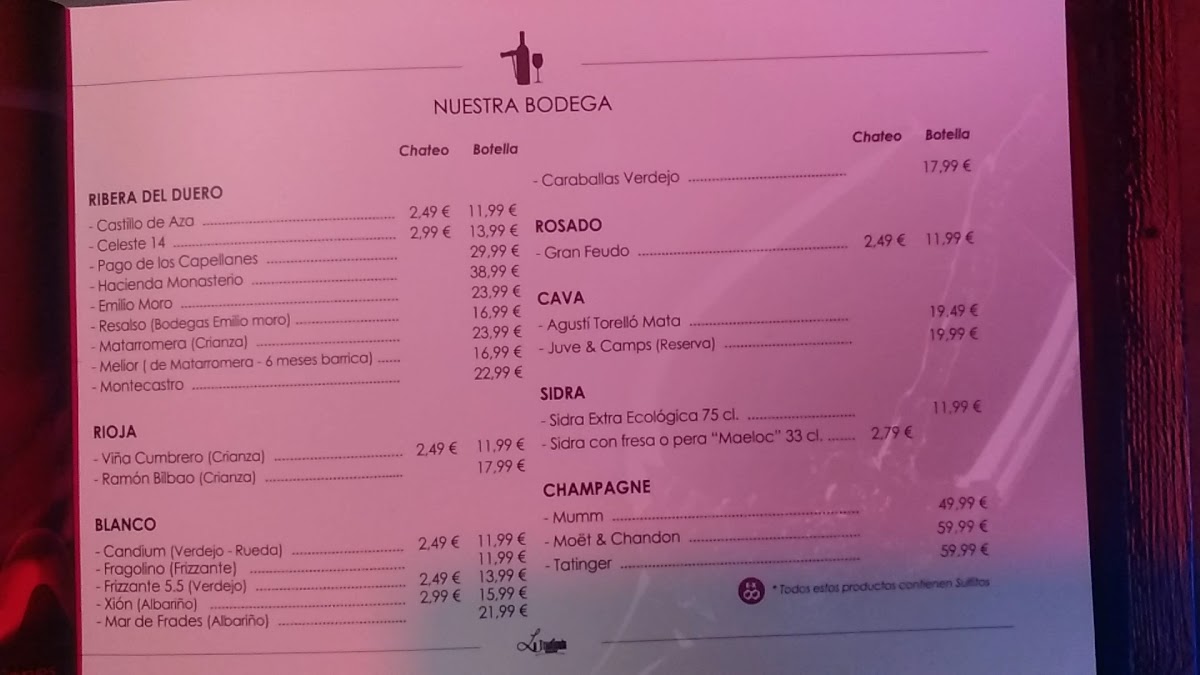 NUESTRA BODEGA
Chateo Botella
RIBERA DEL DUERO
- Castillo de Aza 2,49 € 11,99 €
- Celeste 14 2,99 € 13,99 €
- Pago de los Capellanes 29,99 €
- Hacienda Monasterio 38,99 €
- Emilio Moro 23,99 €
- Resalso (Bodegas Emilio moro) 16,99 €
- Matarromera (Crianza) 23,99 €
- Melior ( de Matarromera - 6 meses barrica) 16,99 €
- Montecastro 22,99 €
RIOJA
- Viña Cumbrero (Crianza) 2,49 € 11,99 €
- Ramón Bilbao (Crianza) 17,99 €
BLANCO
- Candium (Verdejo - Rueda) 2,49 € 11,99 €
- Fragolino (Frizzante) 11,99 €
- Frizzante 5.5 (Verdejo) 2,49 € 13,99 €
- Xión (Albariño) 2,99 € 15,99 €
- Mar de Frades (Albariño) 21,99 €
Chateo Botella
- Caraballas Verdejo 17,99 €
ROSADO
- Gran Feudo 2,49 € 11,99 €
CAVA
- Agustí Torelló Mata 19,49 €
- Juve & Camps (Reserva) 19,99 €
SIDRA
- Sidra Extra Ecológica 75 cl. 11,99 €
- Sidra con fresa o pera “Maeloc” 33 cl. 2,79 €
CHAMPAGNE
- Mumm 49,99 €
- Moët & Chandon 59,99 €
- Tatinger 59,99 €
* Todos estos productos contienen Sulfitos